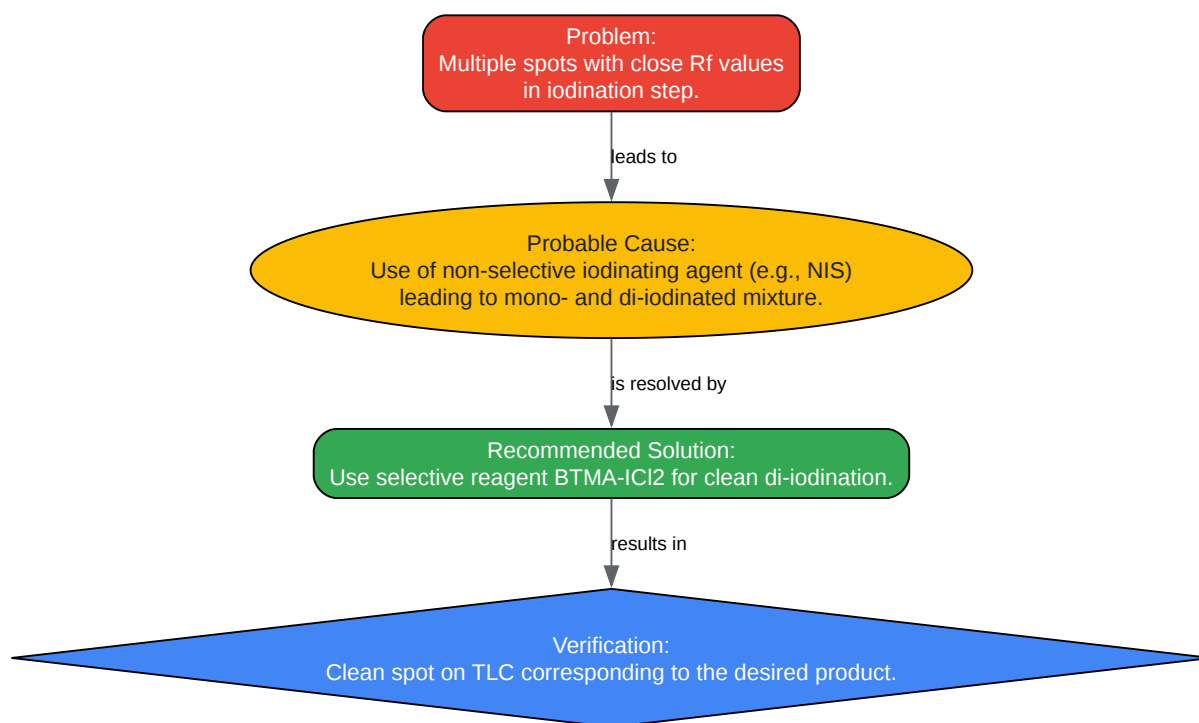 Problem:
Multiple spots with close Rf values
in iodination step.
leads to
Probable Cause:
Use of non-selective iodinating agent (e.g., NIS)
leading to mono- and di-iodinated mixture.
is resolved by
Recommended Solution:
Use selective reagent BTMA-ICl2 for clean di-iodination.
results in
Verification:
Clean spot on TLC corresponding to the desired product.